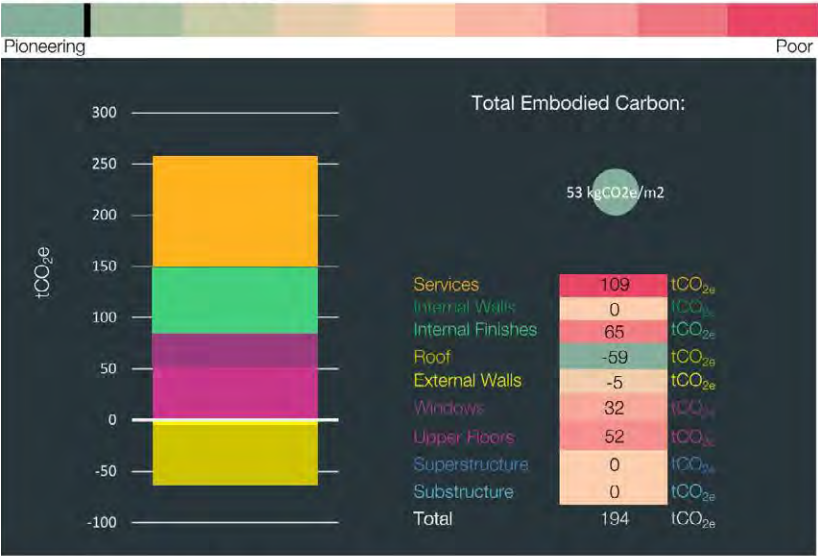 Pioneering Poor
Total Embodied Carbon:
300
250
200
150
100
50
0
-50
-100
tCO₂e
53 kgCO2e/m2
Services 109 tCO₂e
Internal Walls 0 tCO₂e
Internal Finishes 65 tCO₂e
Roof -59 tCO₂e
External Walls -5 tCO₂e
Windows 32 tCO₂e
Upper Floors 52 tCO₂e
Superstructure 0 tCO₂e
Substructure 0 tCO₂e
Total 194 tCO₂e